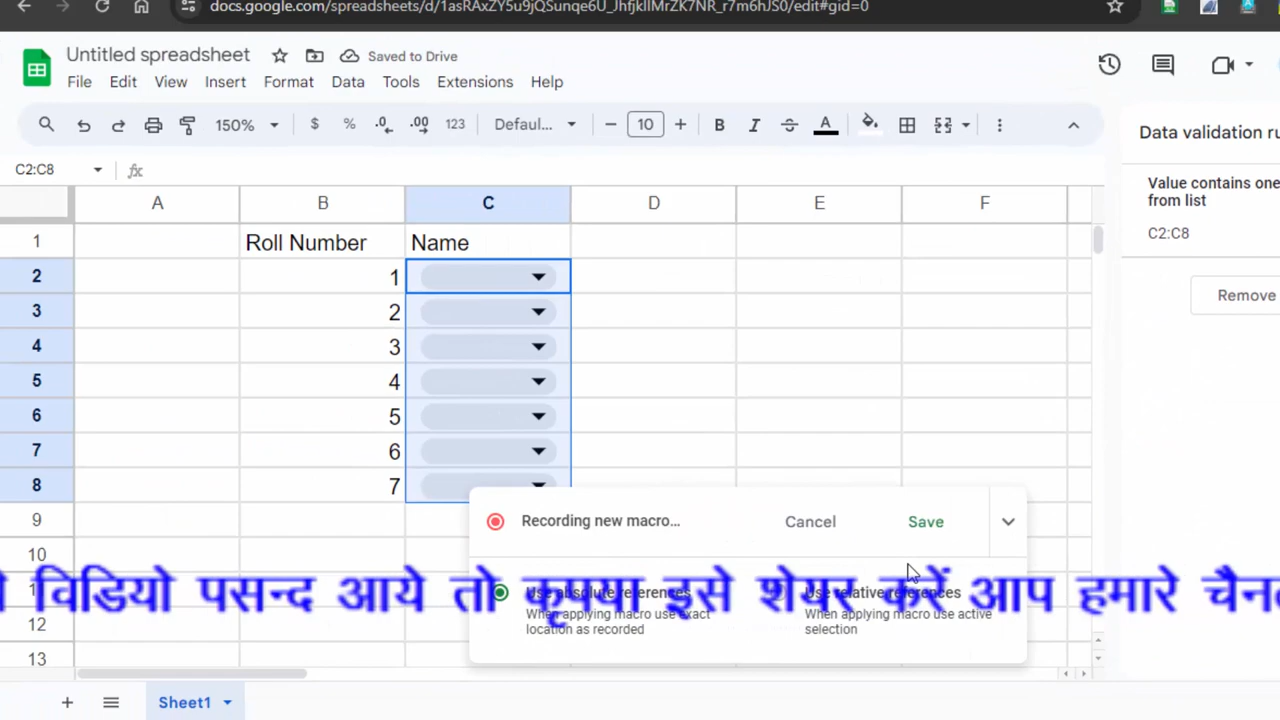 docs.google.com/spreadsheets/d/1asRAxZY5u9jQSunqe6U_JhfjkIlMrZK7NR_r7m6hJS0/edit#gid=0
Untitled spreadsheet
Saved to Drive
File Edit View Insert Format Data Tools Extensions Help
150% $ % .0 .00 123 Defaul... 10 B I A
Data validation ru
C2:C8 fx
Value contains one
from list
C2:C8
Remove
A B C D E F
1 Roll Number Name
2 1
3 2
4 3
5 4
6 5
7 6
8 7
9
10
12
13
Recording new macro... Cancel Save
विडियो पसन्द आये तो कृपया इसे शेयर करें आप हमारे
Use absolute references Use relative references
When applying macro use exact
location as recorded
When applying macro use active
selection
Sheet1